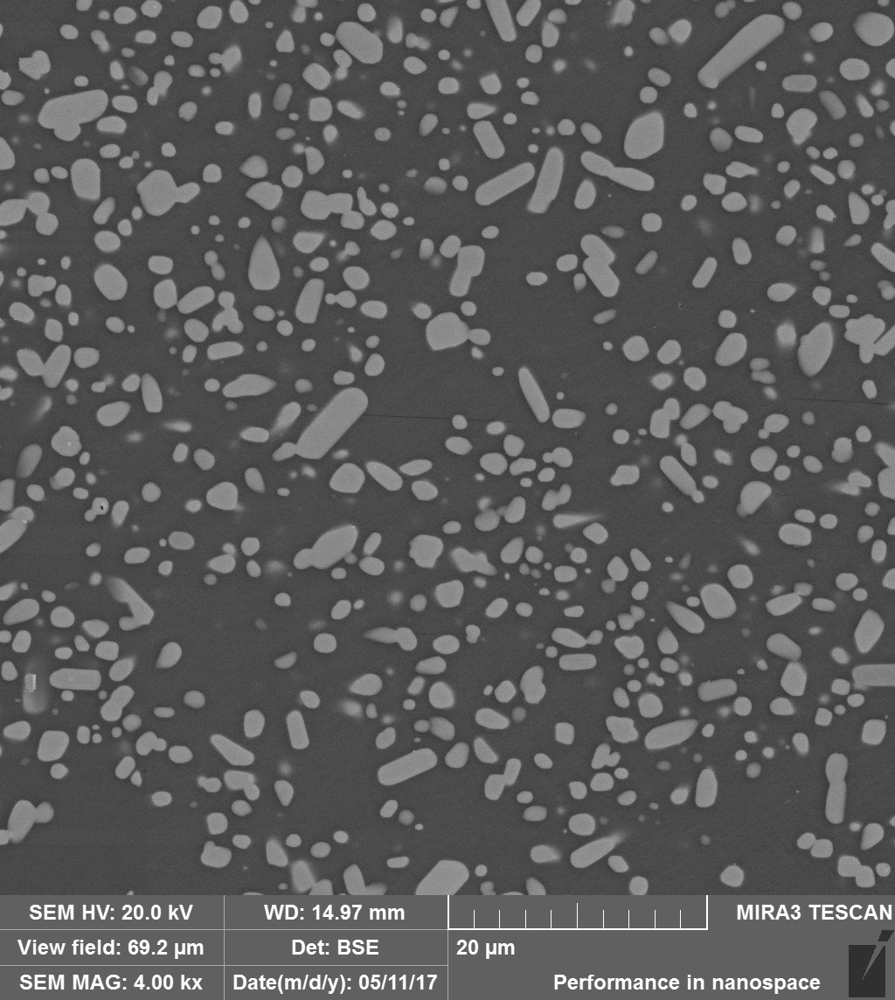 SEM HV: 20.0 kV
WD: 14.97 mm
MIRA3 TESCAN
View field: 69.2 µm
Det: BSE
20 µm
SEM MAG: 4.00 kx
Date(m/d/y): 05/11/17
Performance in nanospace